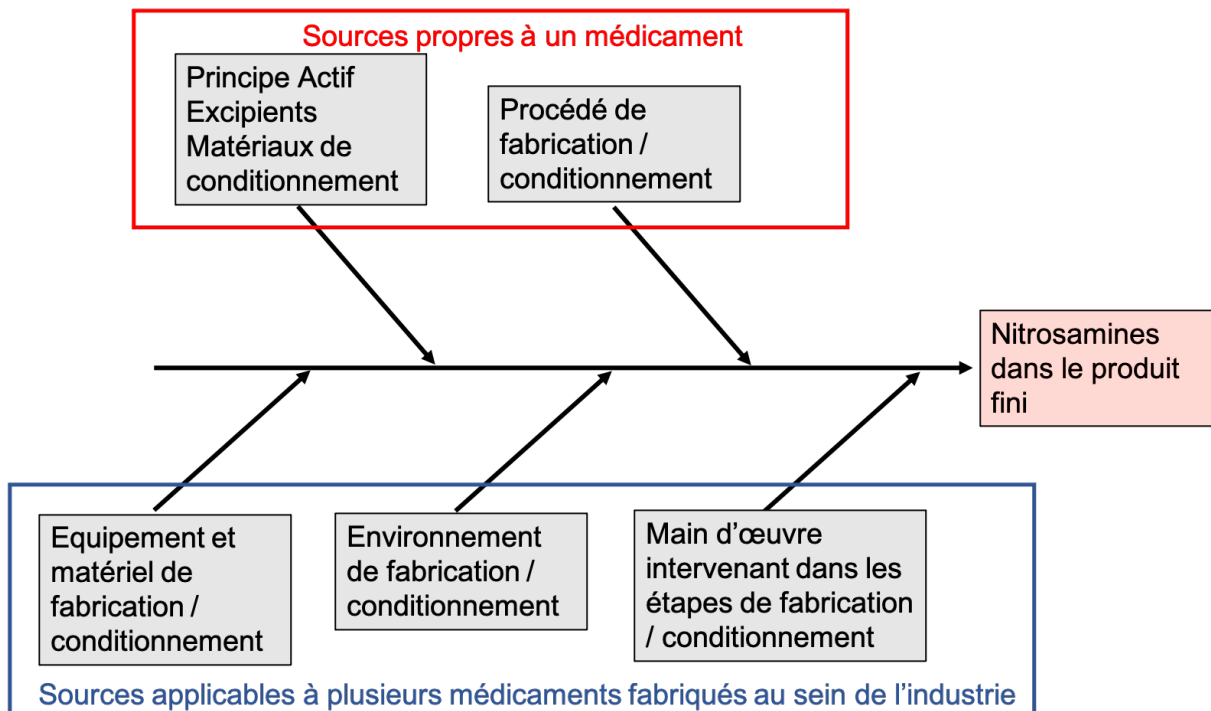 Sources propres à un médicament
Principe Actif
Excipients
Matériaux de
conditionnement
Procédé de
fabrication /
conditionnement
Nitrosamines
dans le produit
fini
Equipement et
matériel de
fabrication /
conditionnement
Environnement
de fabrication /
conditionnement
Main d’œuvre
intervenant dans les
étapes de fabrication
/ conditionnement
Sources applicables à plusieurs médicaments fabriqués au sein de l’industrie